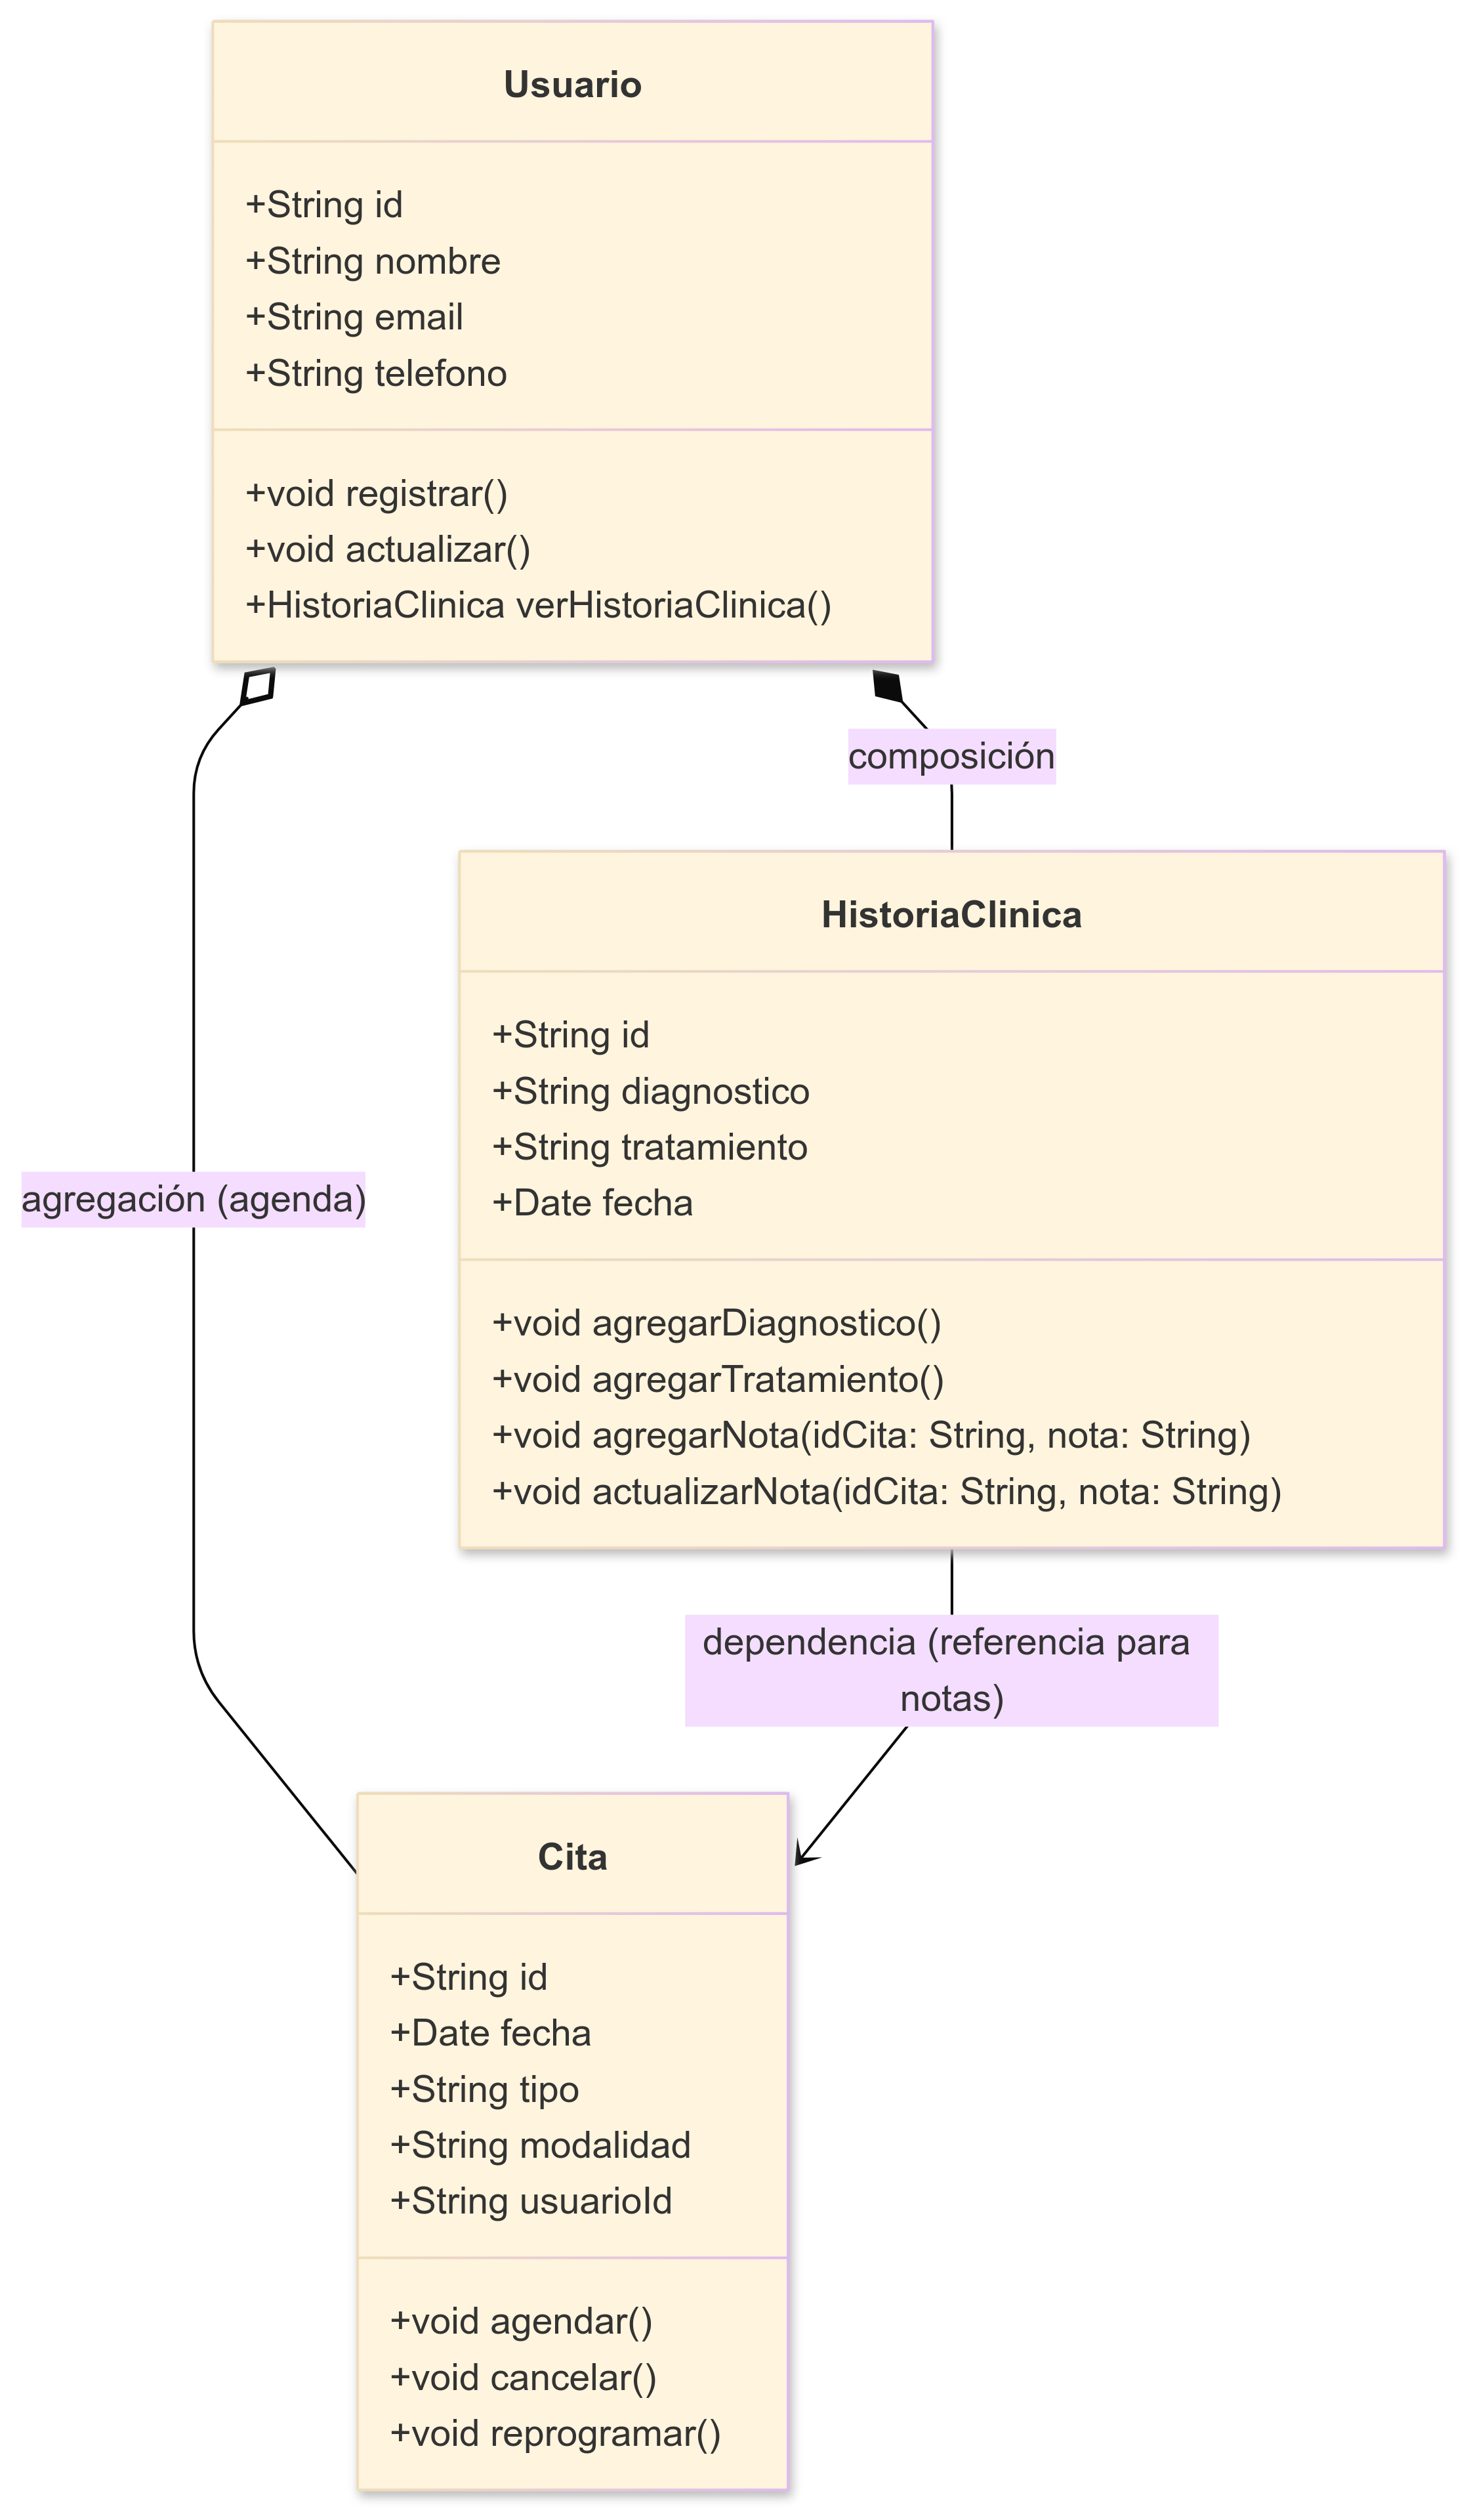 Usuario
+String id
+String nombre
+String email
+String telefono
+void registrar()
+void actualizar()
+HistoriaClinica verHistoriaClinica()
composición
HistoriaClinica
+String id
+String diagnostico
+String tratamiento
+Date fecha
+void agregarDiagnostico()
+void agregarTratamiento()
+void agregarNota(idCita: String, nota: String)
+void actualizarNota(idCita: String, nota: String)
agregación (agenda)
dependencia (referencia para
notas)
Cita
+String id
+Date fecha
+String tipo
+String modalidad
+String usuarioId
+void agendar()
+void cancelar()
+void reprogramar()